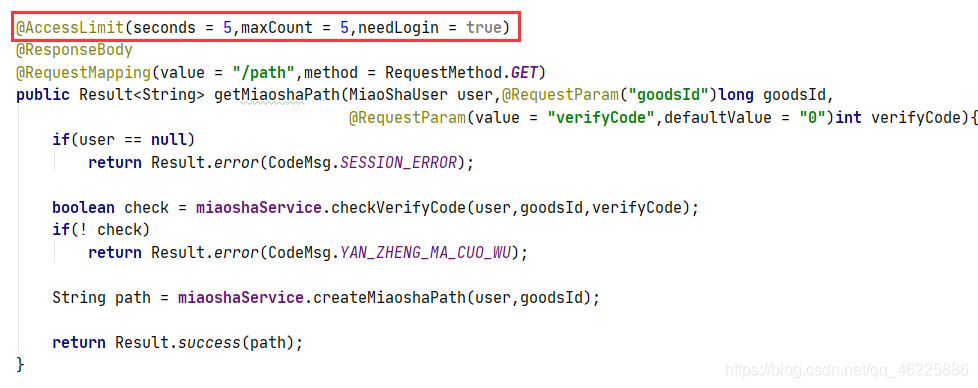 @AccessLimit(seconds = 5,maxCount = 5,needLogin = true)
@ResponseBody
@RequestMapping(value = "/path",method = RequestMethod.GET)
public Result<String> getMiaoshaPath(MiaoShaUser user,@RequestParam("goodsId")long goodsId,
                                     @RequestParam(value = "verifyCode",defaultValue = "0")int verifyCode){
    if(user == null)
        return Result.error(CodeMsg.SESSION_ERROR);

    boolean check = miaoshaService.checkVerifyCode(user,goodsId,verifyCode);
    if(! check)
        return Result.error(CodeMsg.YAN_ZHENG_MA_CUO_WU);

    String path = miaoshaService.createMiaoshaPath(user,goodsId);

    return Result.success(path);
}
https://blog.csdn.net/qq_46225886